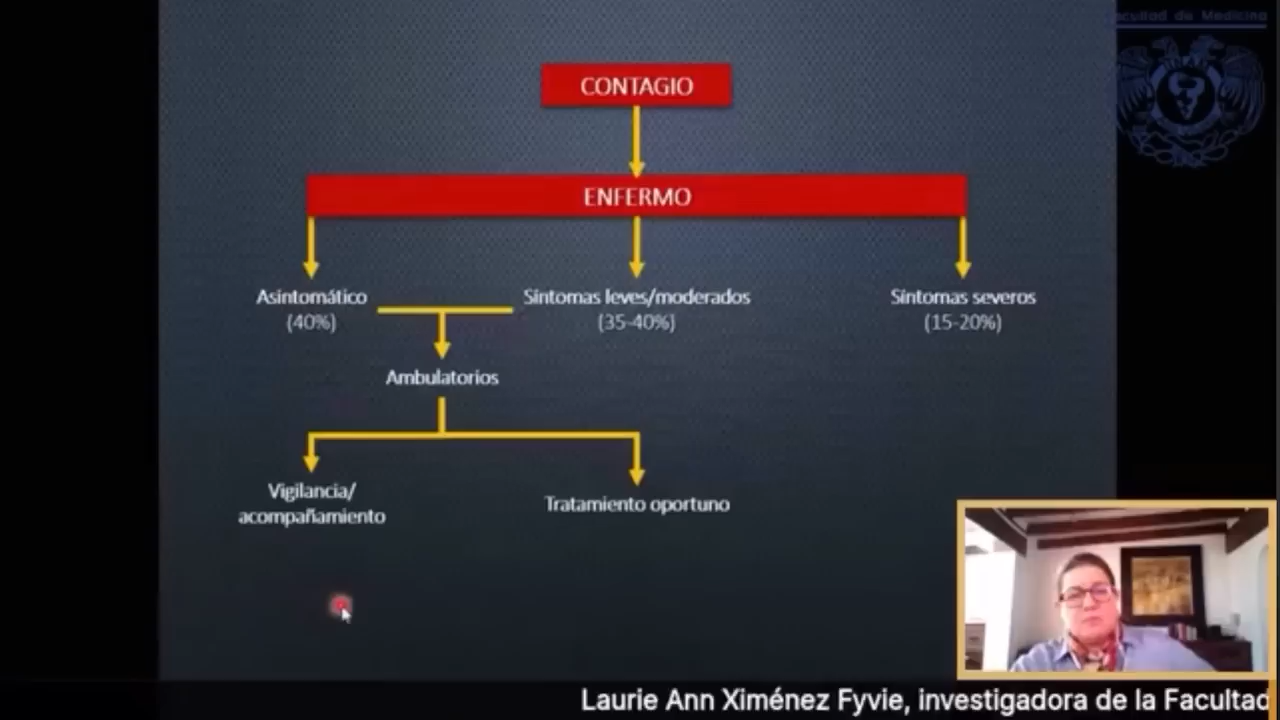 Facultad de Medicina
CONTAGIO
ENFERMO
Asintomático
(40%)
Síntomas leves/moderados
(35-40%)
Síntomas severos
(15-20%)
Ambulatorios
Vigilancia/
acompañamiento
Tratamiento oportuno
Laurie Ann Ximénez Fyvie, investigadora de la Facultad